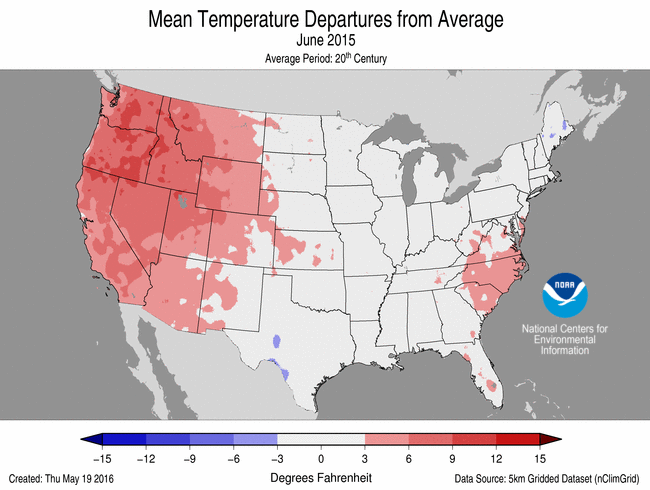 Mean Temperature Departures from Average
June 2015
Average Period: 20th Century
NOAA
National Centers for
Environmental
Information
-15 -12 -9 -6 -3 0 3 6 9 12 15
Created: Thu May 19 2016
Degrees Fahrenheit
Data Source: 5km Gridded Dataset (nClimGrid)